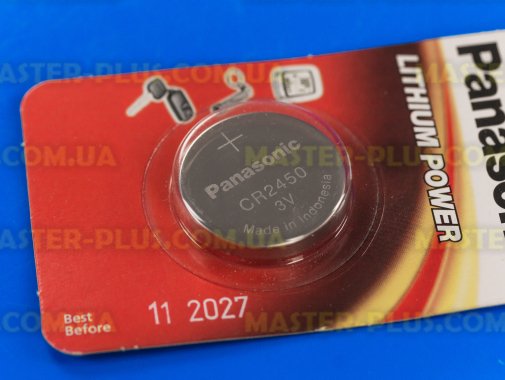 Panasonic
LITHIUM POWER
+
Panasonic
CR2450
3V
Made in Indonesia
Best
Before
11 2027
MASTER-PLUS.COM.UA